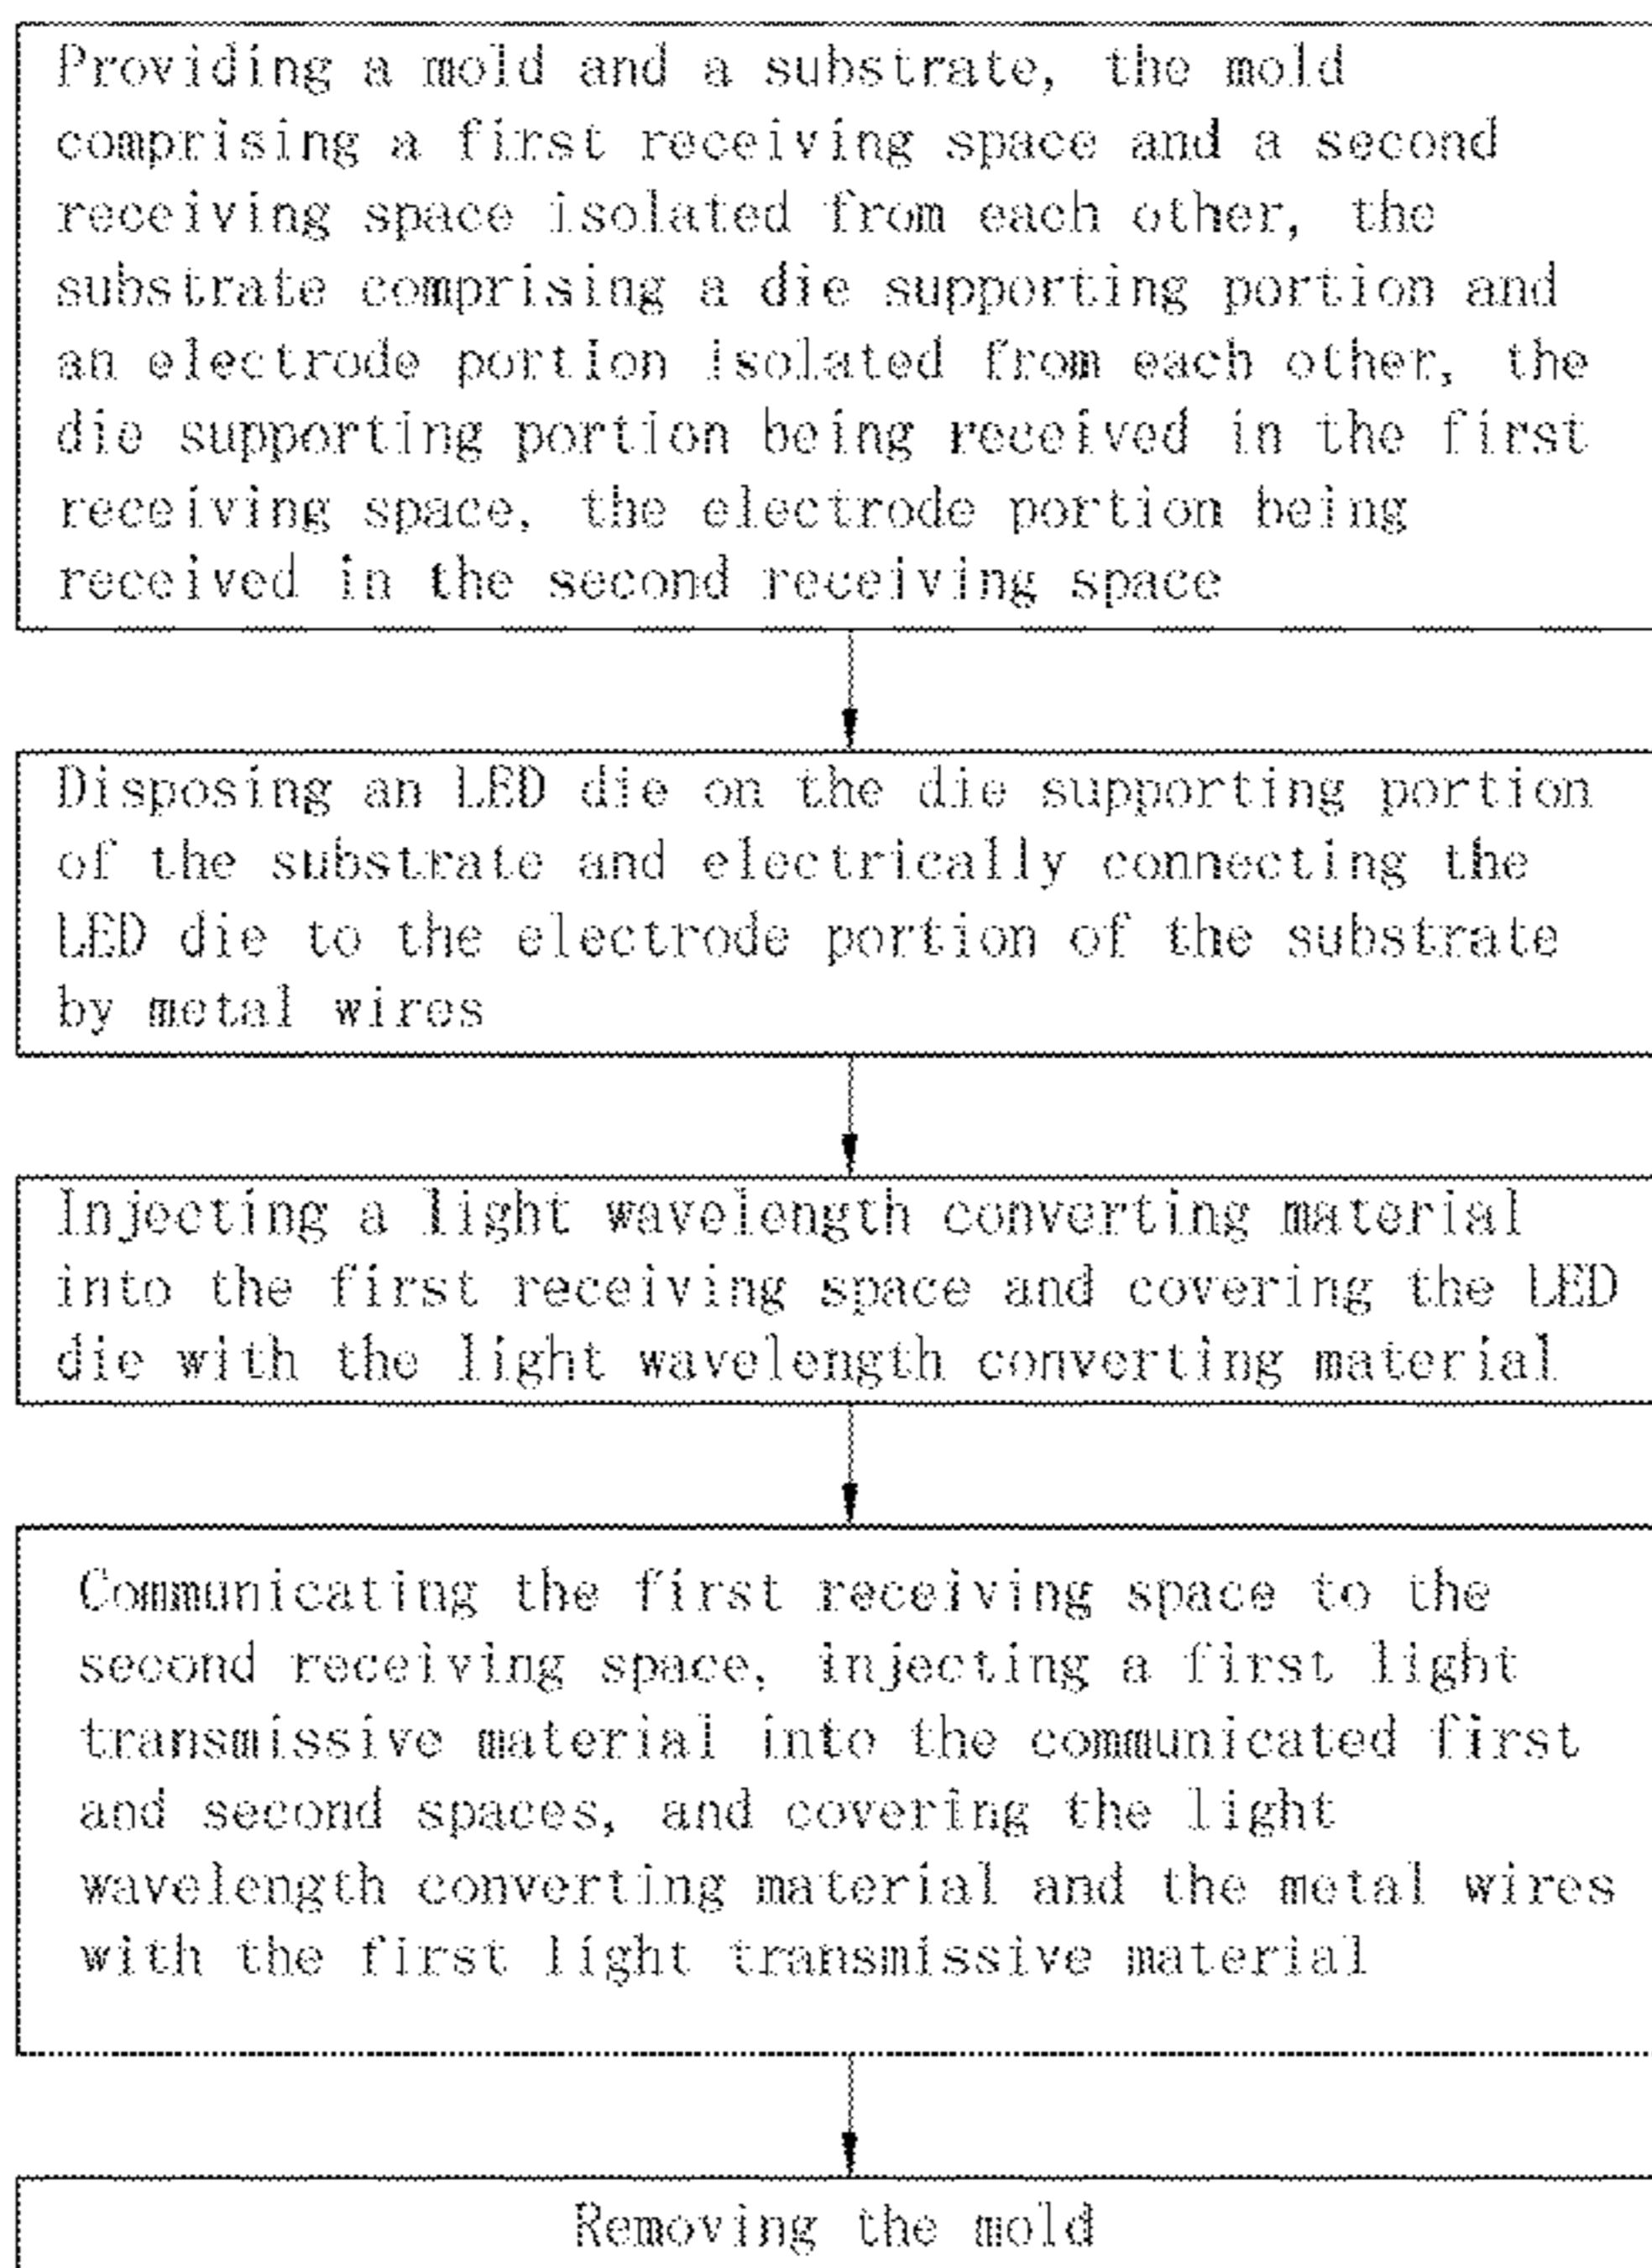 Providing a mold and a substrate, the mold
comprising a first receiving space and a second
receiving space isolated from each other, the
substrate comprising a die supporting portion and
an electrode portion isolated from each other, the
die supporting portion being received in the first
receiving space, the electrode portion being
received in the second receiving space
Disposing an LED die on the die supporting portion
of the substrate and electrically connecting the
LED die to the electrode portion of the substrate
by metal wires
Injecting a light wavelength converting material
into the first receiving space and covering the LED
die with the light wavelength converting material
Communicating the first receiving space to the
second receiving space, injecting a first light
transmissive material into the communicated first
and second spaces, and covering the light
wavelength converting material and the metal wires
with the first light transmissive material
Removing the mold